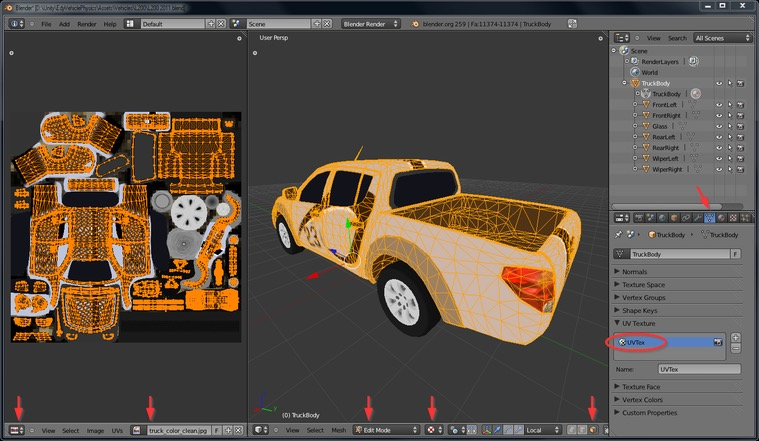 Blender* [D:\Unity\EdyVehiclePhysics\Assets\Vehicles\L200\L200 2011.blend]
File Add Render Help Default Scene Blender Render blender.org 259 | Fa:11374-11374 | TruckBody
User Persp
View Search All Scenes
Scene
RenderLayers
World
TruckBody
TruckBody
FrontLeft
FrontRight
Glass
RearLeft
RearRight
WiperLeft
WiperRight
TruckBody TruckBody
TruckBody F
Normals
Texture Space
Vertex Groups
Shape Keys
UV Texture
UVTex
Name: UVTex
Texture Face
Vertex Colors
Custom Properties
(0) TruckBody
View Select Image UVs truck_color_clean.jpg F
View Select Mesh Edit Mode Local